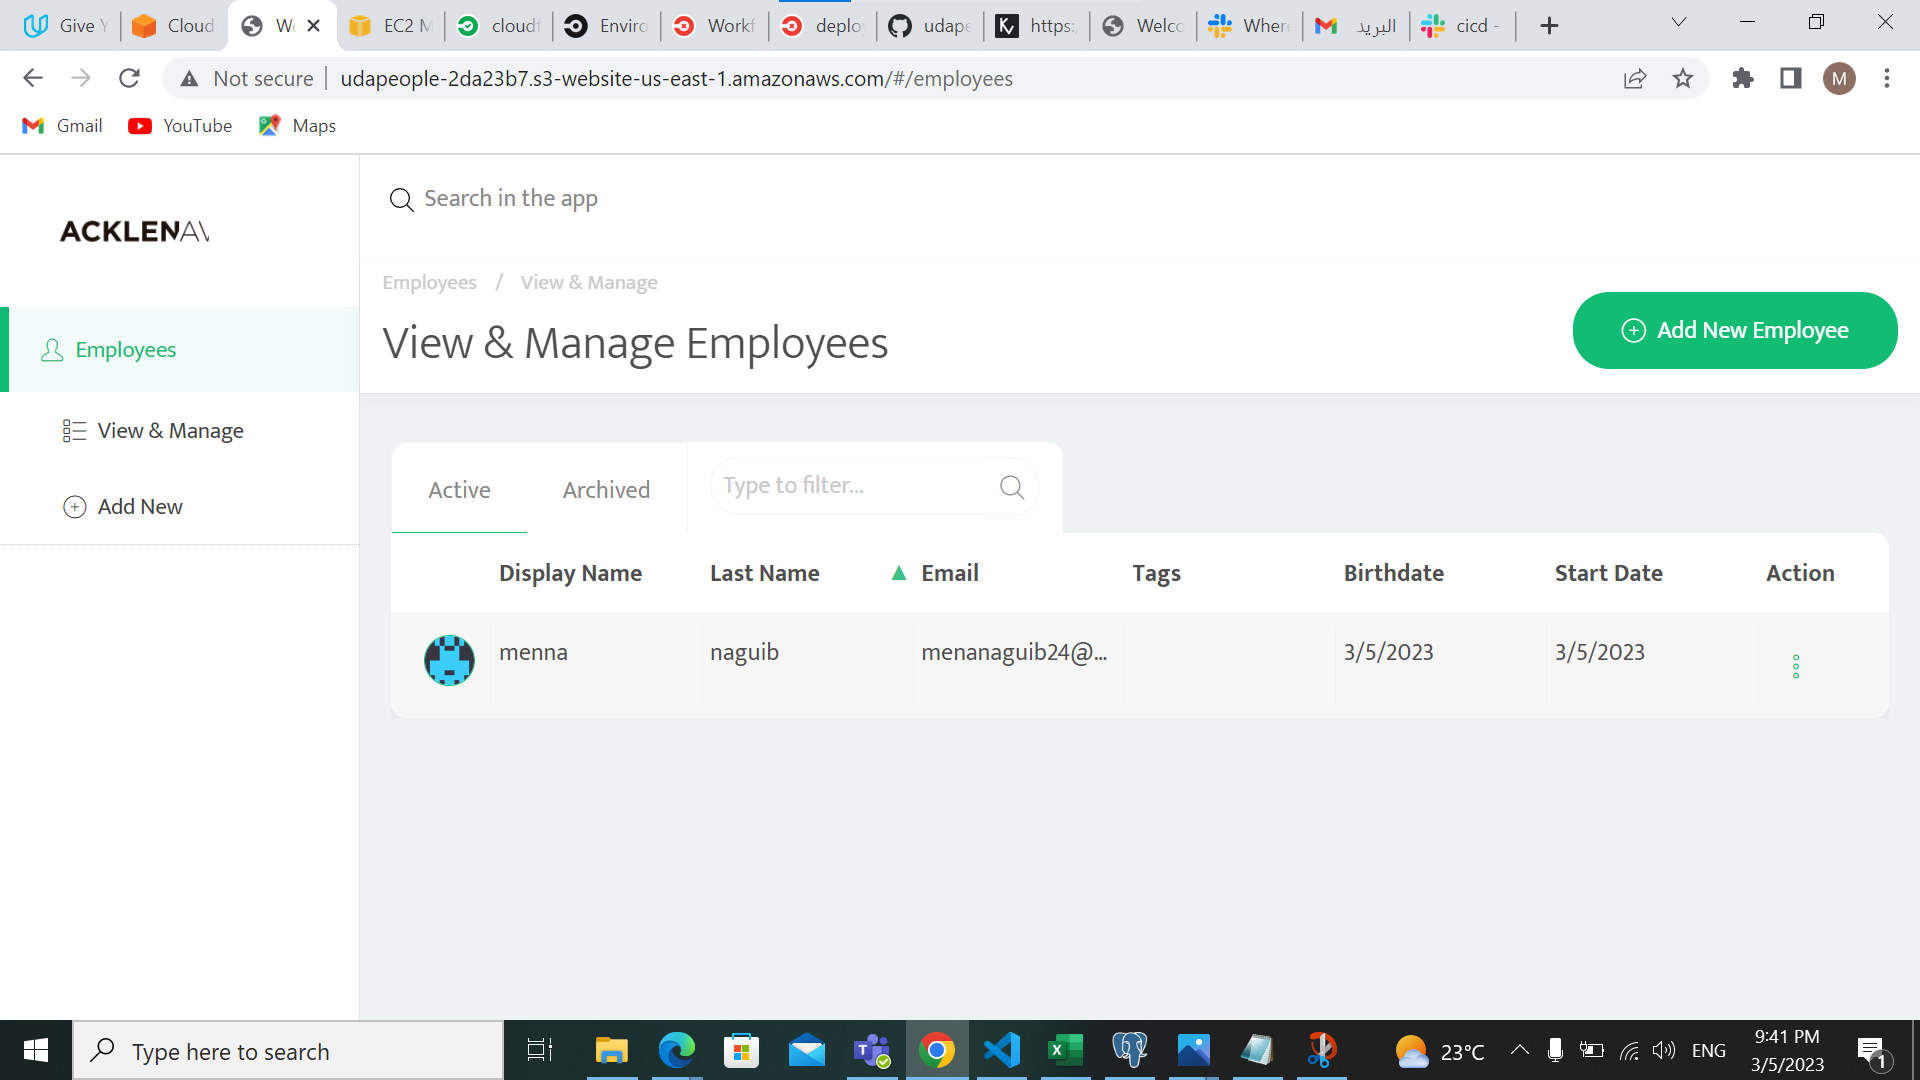 Give Y
Cloud
We
EC2 M
cloudf
Enviro
Workf
deploy
udape
https:
Welco
Where
البريد
cicd -
Not secure
udapeople-2da23b7.s3-website-us-east-1.amazonaws.com/#/employees
M
Gmail
YouTube
Maps
ACKLENAV
Search in the app
Employees / View & Manage
View & Manage Employees
Add New Employee
Employees
View & Manage
Add New
Active
Archived
Type to filter...
Display Name
Last Name
Email
Tags
Birthdate
Start Date
Action
menna
naguib
menanaguib24@...
3/5/2023
3/5/2023
Type here to search
23°C
ENG
9:41 PM
3/5/2023
1